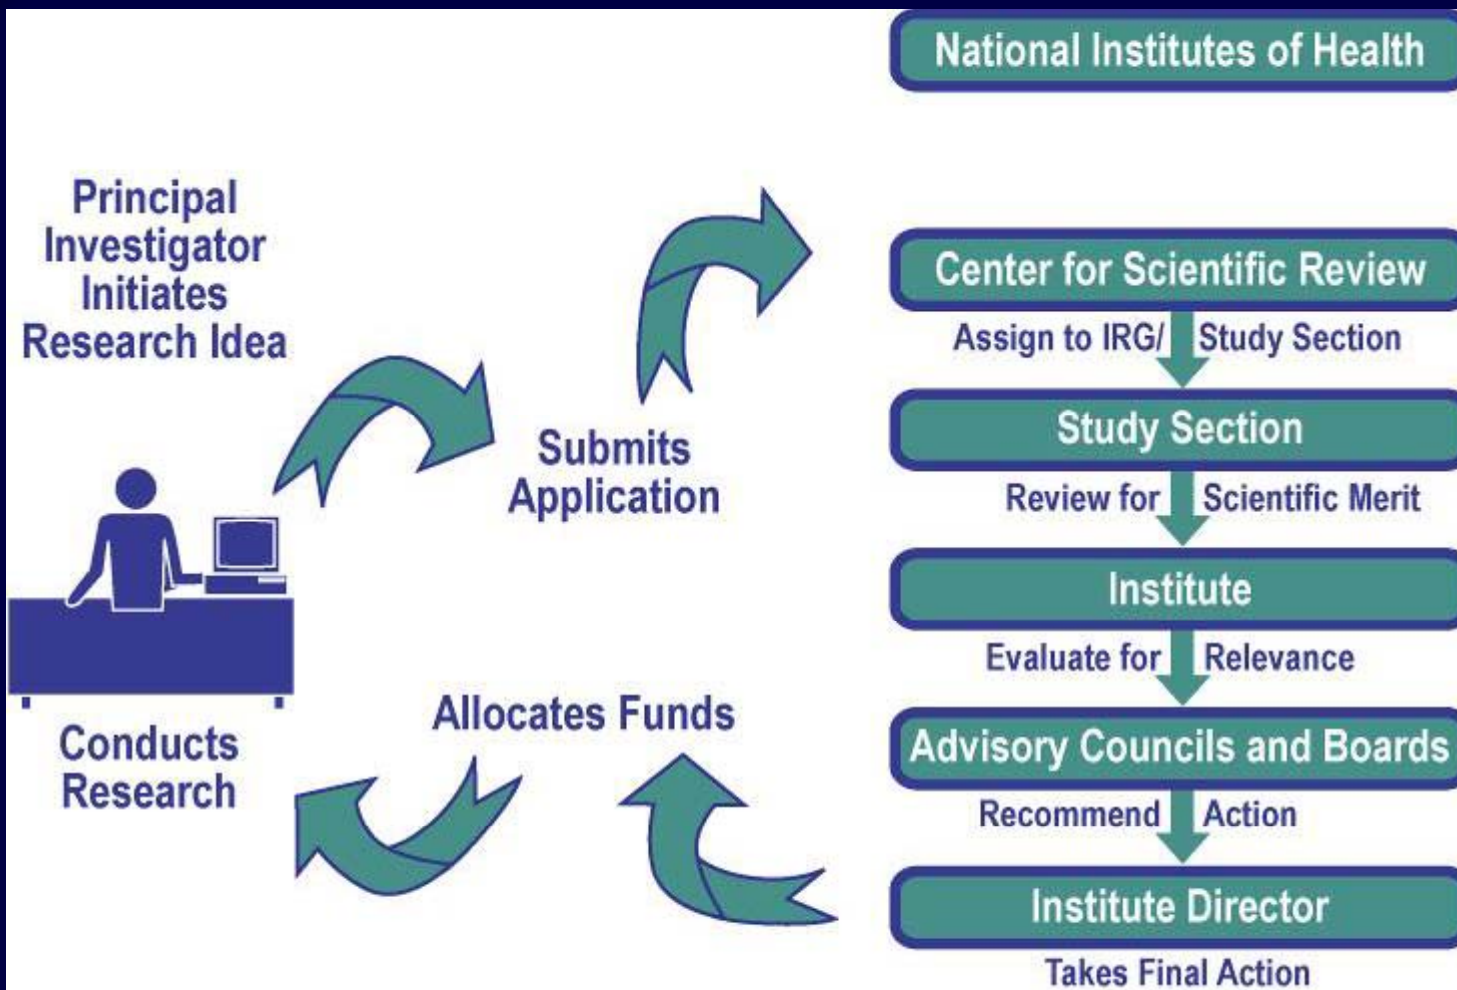 National Institutes of Health
Principal
Investigator
Initiates
Research Idea
Submits
Application
Center for Scientific Review
Assign to IRG/ Study Section
Study Section
Review for Scientific Merit
Institute
Evaluate for Relevance
Advisory Councils and Boards
Recommend Action
Institute Director
Takes Final Action
Allocates Funds
Conducts
Research